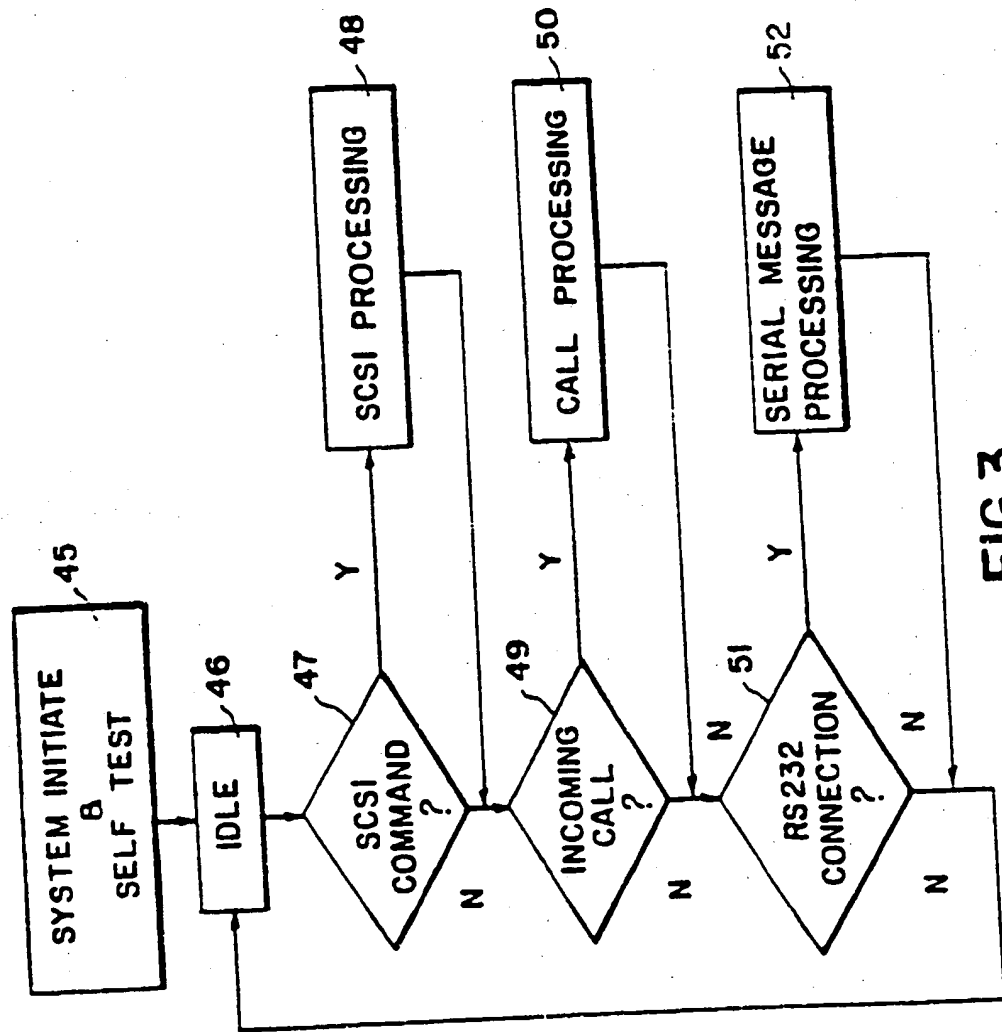 SYSTEM INITIATE
&
SELF TEST
45
IDLE
46
SCSI
COMMAND
?
47
Y
SCSI PROCESSING
48
N
INCOMING
CALL
?
49
Y
CALL PROCESSING
50
N
N
RS232
CONNECTION
?
51
Y
SERIAL MESSAGE
PROCESSING
52
N
N
FIG. 3